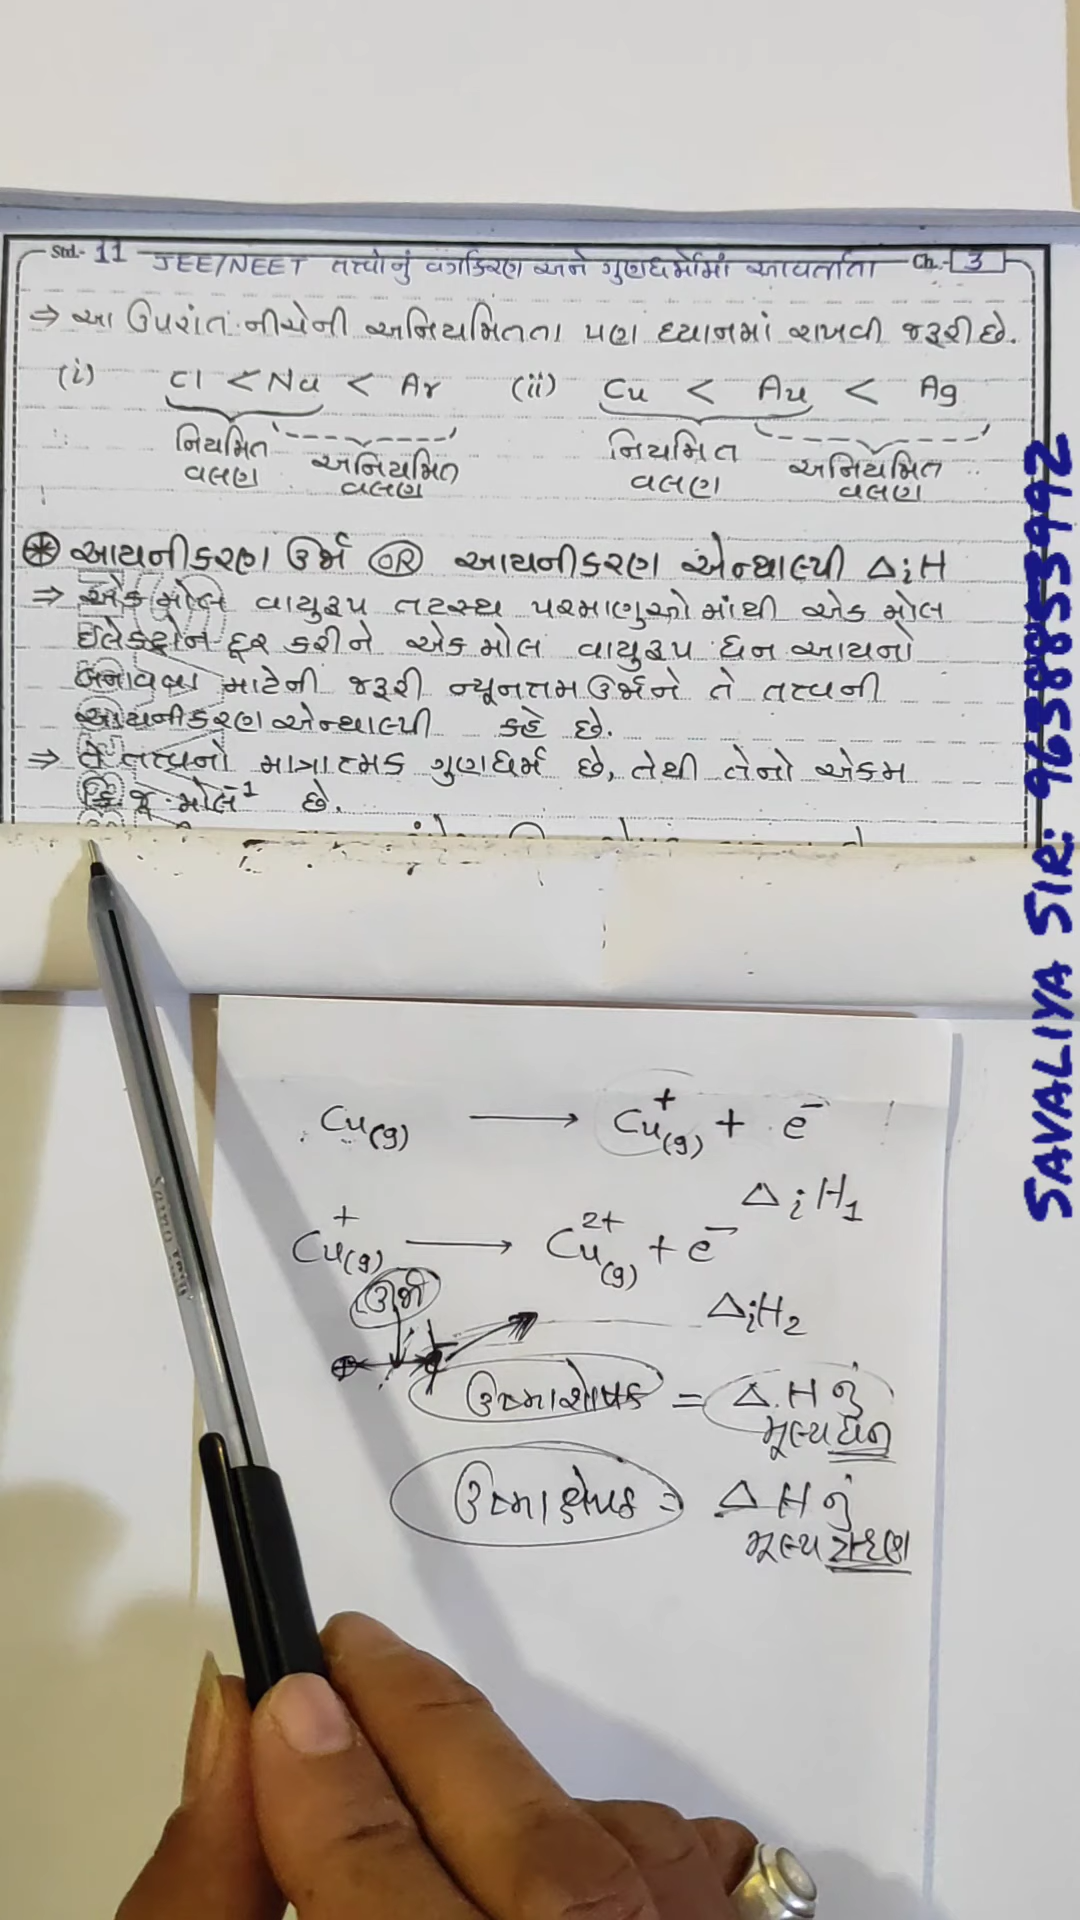 Std.- 11 JEE/NEET તત્વોનું વર્ગીકરણ અને ગુણધર્મોમાં આવર્તીતા Ch.- 3
⇒ આ ઉપરાંત નીચેની અનિયમિતતા પણ ધ્યાનમાં રાખવી જરૂરી છે.
(i) Cl < Na < Ar (ii) Cu < Au < Ag
નિયમિત વલણ અનિયમિત વલણ નિયમિત વલણ અનિયમિત વલણ
⊛ આયનીકરણ ઉર્જા OR આયનીકરણ એન્થાલ્પી ΔiH
⇒ એક મોલ વાયુરૂપ તટસ્થ પરમાણુઓમાંથી એક મોલ
ઈલેક્ટ્રોન દૂર કરીને એક મોલ વાયુરૂપ ધન આયનો
બનાવવા માટેની જરૂરી ન્યૂનત્તમ ઉર્જાને તે તત્વની
આયનીકરણ એન્થાલ્પી કહે છે.
⇒ તે તત્વનો માત્રાત્મક ગુણધર્મ છે, તેથી તેનો એકમ
કિ.જૂ.મોલ⁻¹ છે.
Cu(g) ⟶ Cu⁺(g) + e⁻
ΔiH₁
Cu⁺(g) ⟶ Cu²⁺(g) + e⁻
ઉર્જા
ΔiH₂
ઉષ્માશોષક = ΔH નું
મૂલ્ય ધન
ઉષ્માક્ષેપક = ΔH નું
મૂલ્ય ઋણ
SAVALIYA SIR: 9638853992